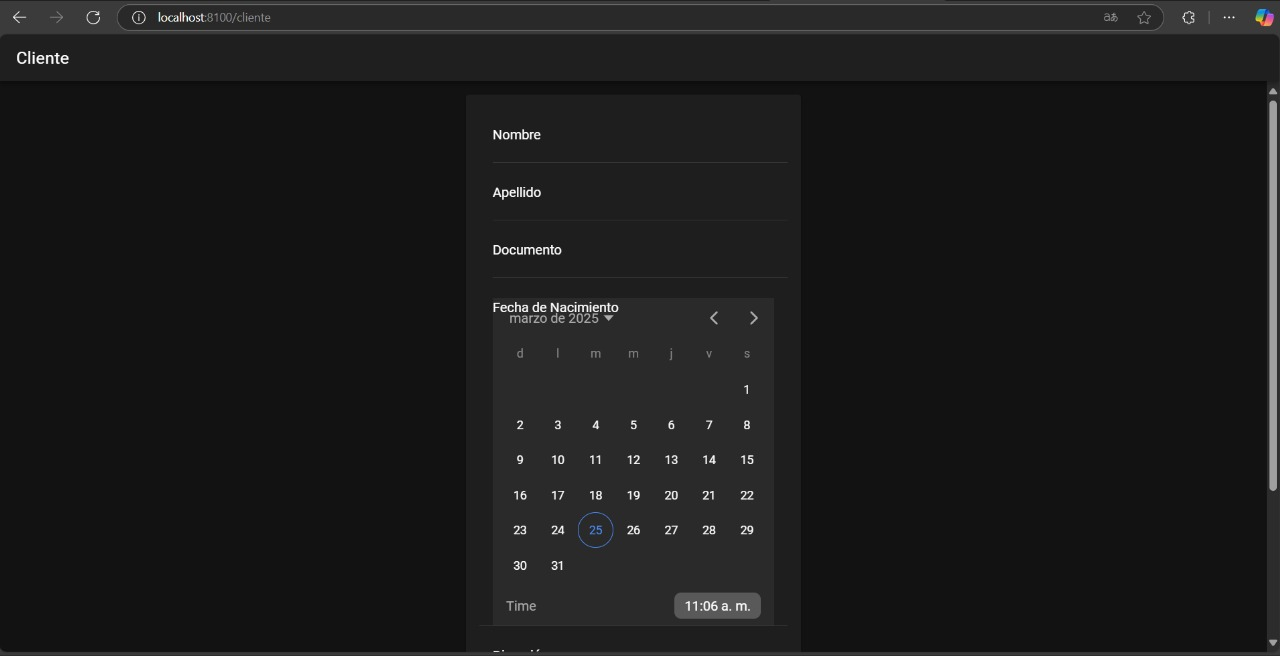 localhost:8100/cliente
Cliente
Nombre
Apellido
Documento
Fecha de Nacimiento
marzo de 2025
d l m m j v s
1
2 3 4 5 6 7 8
9 10 11 12 13 14 15
16 17 18 19 20 21 22
23 24 25 26 27 28 29
30 31
Time 11:06 a. m.